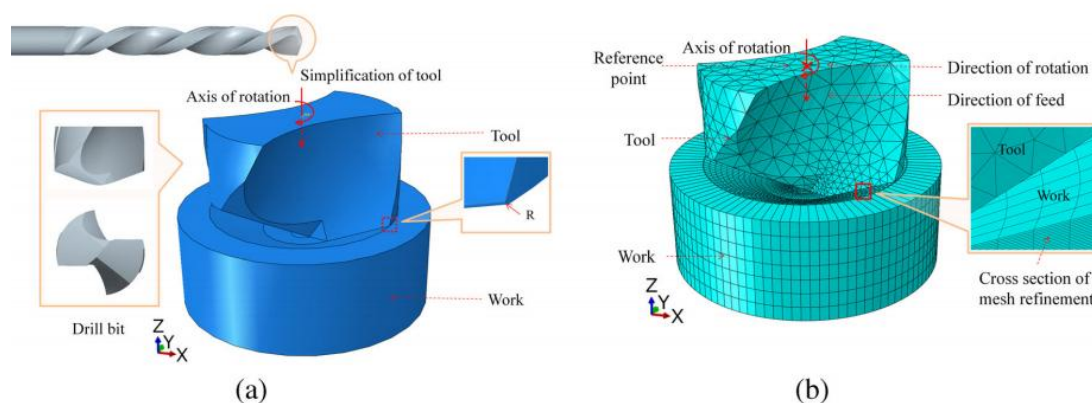 Simplification of tool
Axis of rotation
Tool
R
Work
Drill bit
Z
Y
X
(a)
Reference
point
Axis of rotation
Direction of rotation
Direction of feed
Tool
Tool
Work
Work
Cross section of
mesh refinement
Z
Y
X
(b)